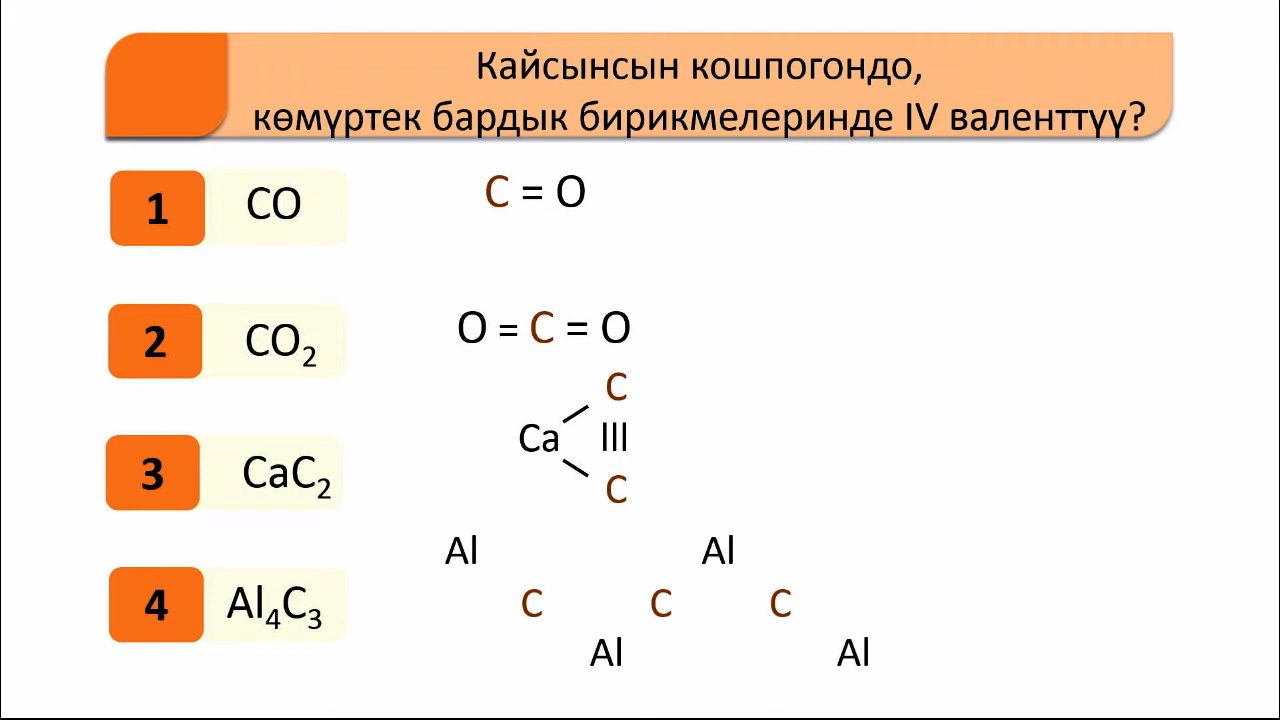 Кайсынсын кошпогондо,
көмүртек бардык бирикмелеринде IV валенттүү?
1 CO C = O
2 CO₂ O = C = O
C
3 CaC₂ Ca III
C
Al Al
4 Al₄C₃ C C C
Al Al